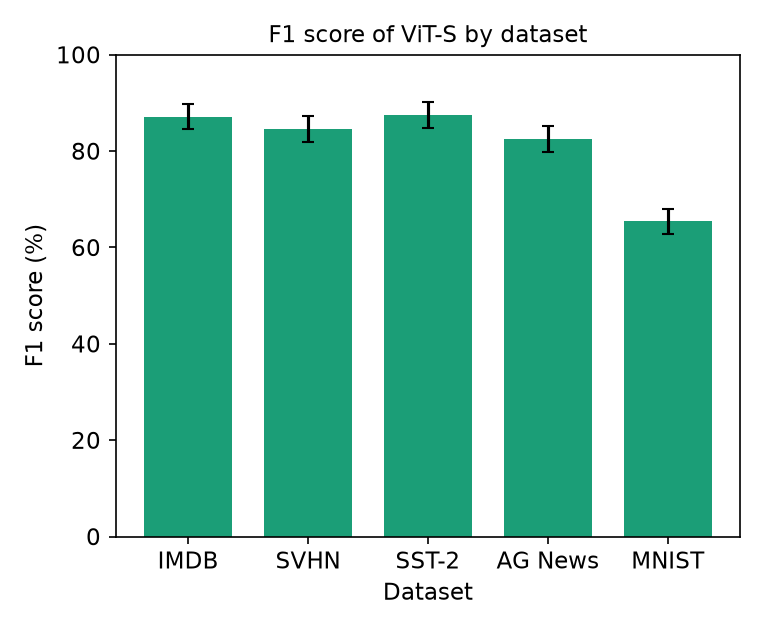 F1 score of ViT-S by dataset
100
80
60
40
20
0
F1 score (%)
IMDB SVHN SST-2 AG News MNIST
Dataset